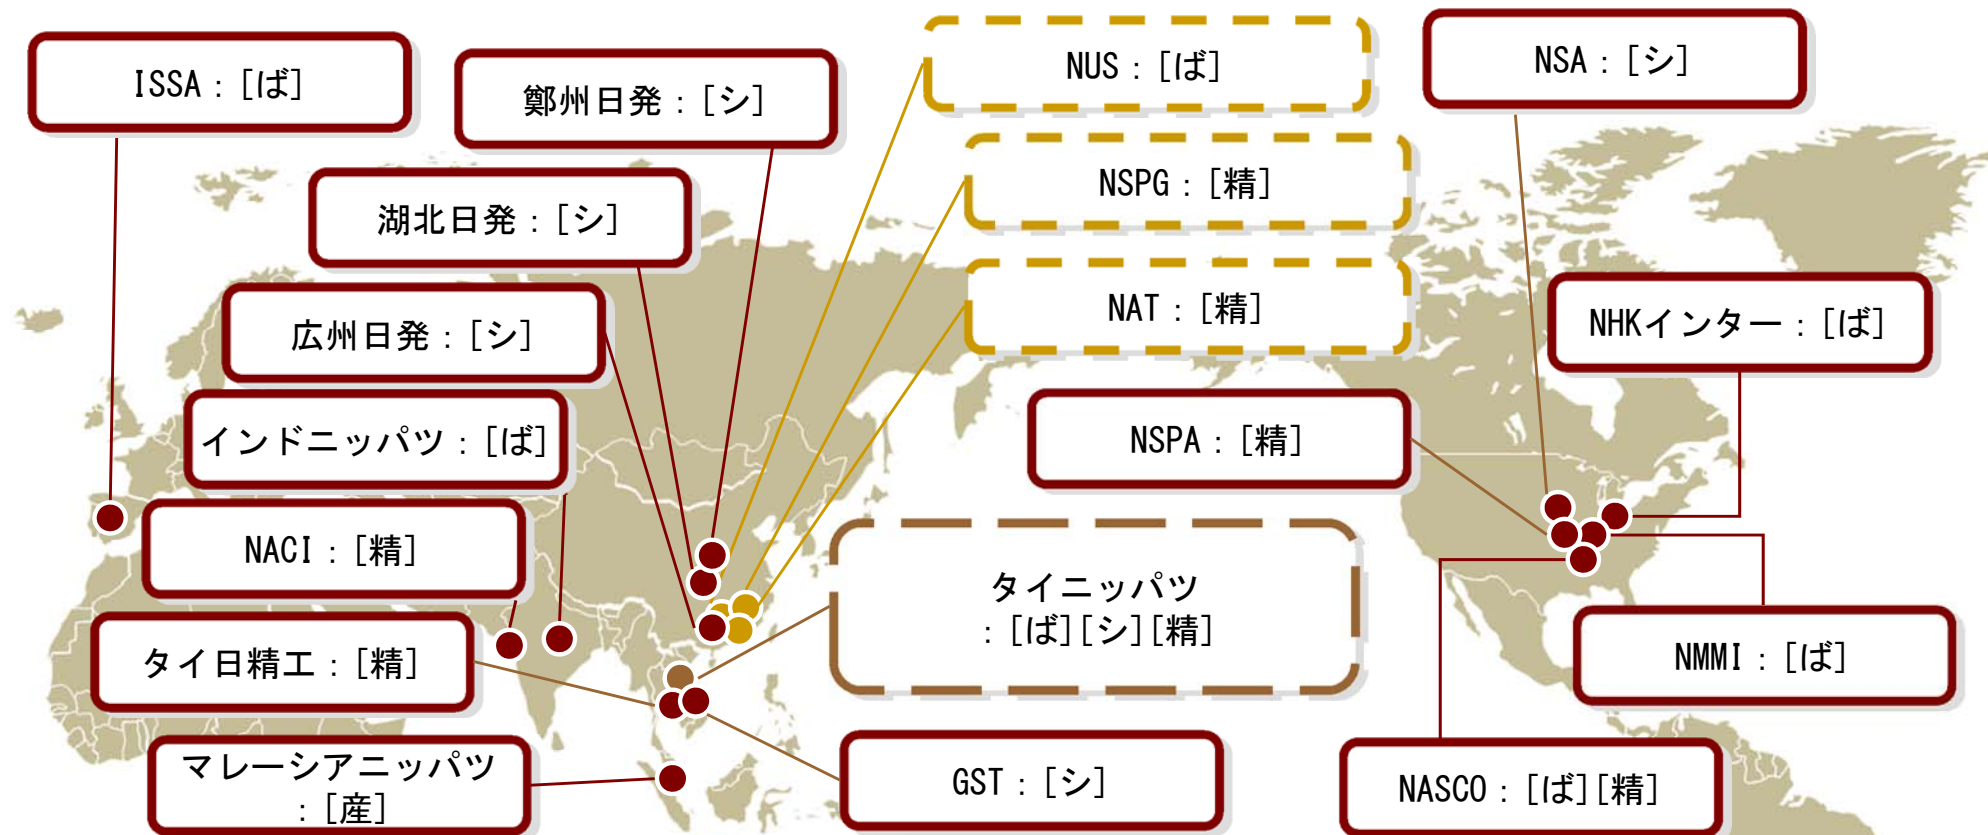 ISSA：[ば]
鄭州日発：[シ]
NUS：[ば]
NSA：[シ]
湖北日発：[シ]
NSPG：[精]
広州日発：[シ]
NAT：[精]
NHKインター：[ば]
インドニッパツ：[ば]
NSPA：[精]
NACI：[精]
タイニッパツ
：[ば][シ][精]
タイ日精工：[精]
NMMI：[ば]
マレーシアニッパツ
：[産]
GST：[シ]
NASCO：[ば][精]